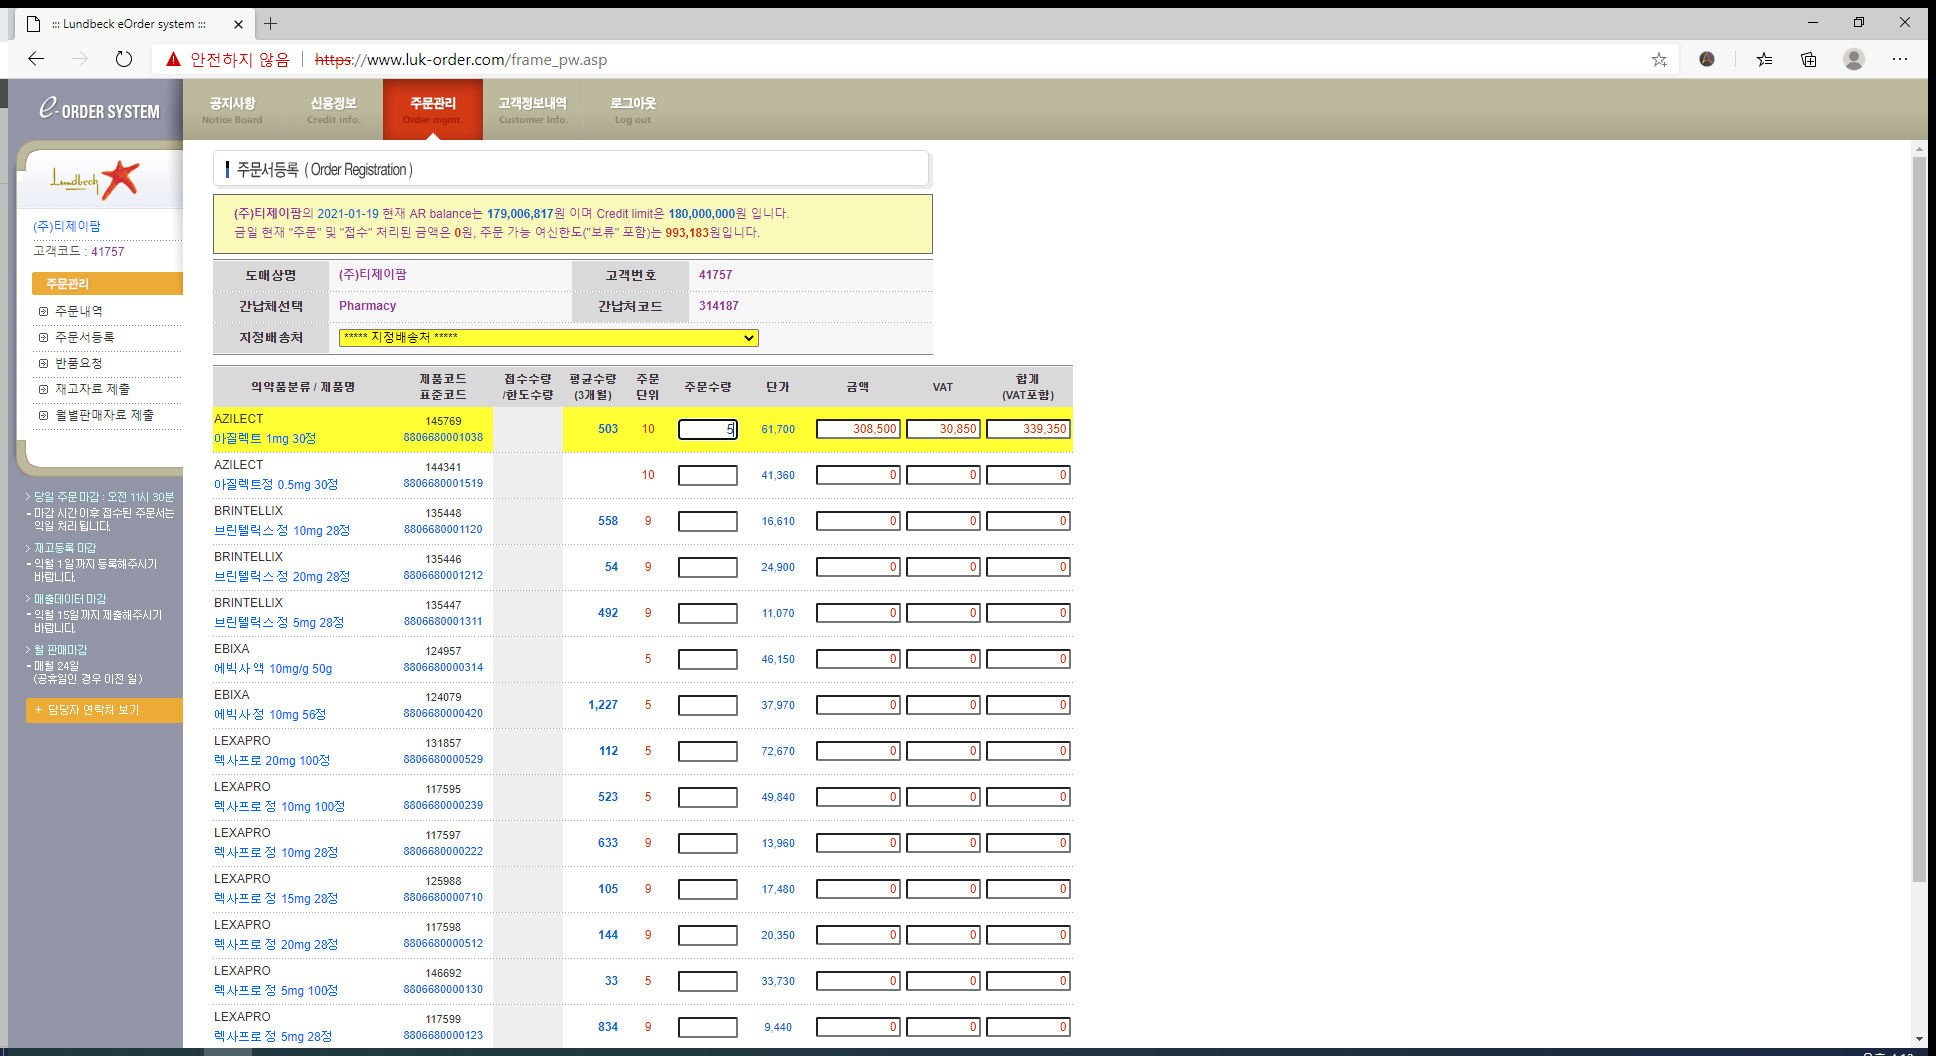 ::: Lundbeck eOrder system :::
안전하지 않음 https://www.luk-order.com/frame_pw.asp
e-ORDER SYSTEM
공지사항 신용정보 주문관리 고객정보내역 로그아웃
Notice Board Credit info. Order mgmt. Customer Info. Log out
Lundbeck
(주)티제이팜
고객코드 : 41757
주문관리
주문내역
주문서등록
반품요청
재고자료 제출
월별판매자료 제출
> 당일 주문마감 : 오전 11시 30분
- 마감 시간 이후 접수된 주문서는
익일 처리 됩니다.
> 재고등록 마감
- 익월 1일 까지 등록해주시기
바랍니다.
> 매출데이터 마감
- 익월 15일까지 제출해주시기
바랍니다.
> 월 판매마감
- 매월 24일
(공휴일인 경우 이전 일)
+ 담당자 연락처 보기
주문서등록 ( Order Registration )
(주)티제이팜의 2021-01-19 현재 AR balance는 179,006,817원 이며 Credit limit은 180,000,000원 입니다.
금일 현재 "주문" 및 "접수" 처리된 금액은 0원, 주문 가능 여신한도("보류" 포함)는 993,183원입니다.
도매상명 (주)티제이팜 고객번호 41757
간납체선택 Pharmacy 간납처코드 314187
지정배송처 ***** 지정배송처 *****
의약품분류 / 제품명 제품코드 표준코드 접수수량 /한도수량 평균수량 (3개월) 주문 단위 주문수량 단가 금액 VAT 합계 (VAT포함)
AZILECT 145769
아질렉트 1mg 30정 8806680001038 503 10 5 61,700 308,500 30,850 339,350
AZILECT 144341
아질렉트정 0.5mg 30정 8806680001519 10 41,360 0 0 0
BRINTELLIX 135448
브린텔릭스 정 10mg 28정 8806680001120 558 9 16,610 0 0 0
BRINTELLIX 135446
브린텔릭스 정 20mg 28정 8806680001212 54 9 24,900 0 0 0
BRINTELLIX 135447
브린텔릭스 정 5mg 28정 8806680001311 492 9 11,070 0 0 0
EBIXA 124957
에빅사 액 10mg/g 50g 8806680000314 5 46,150 0 0 0
EBIXA 124079
에빅사 정 10mg 56정 8806680000420 1,227 5 37,970 0 0 0
LEXAPRO 131857
렉사프로 20mg 100정 8806680000529 112 5 72,670 0 0 0
LEXAPRO 117595
렉사프로 정 10mg 100정 8806680000239 523 5 49,840 0 0 0
LEXAPRO 117597
렉사프로 정 10mg 28정 8806680000222 633 9 13,960 0 0 0
LEXAPRO 125988
렉사프로 정 15mg 28정 8806680000710 105 9 17,480 0 0 0
LEXAPRO 117598
렉사프로 정 20mg 28정 8806680000512 144 9 20,350 0 0 0
LEXAPRO 146692
렉사프로 정 5mg 100정 8806680000130 33 5 33,730 0 0 0
LEXAPRO 117599
렉사프로 정 5mg 28정 8806680000123 834 9 9,440 0 0 0